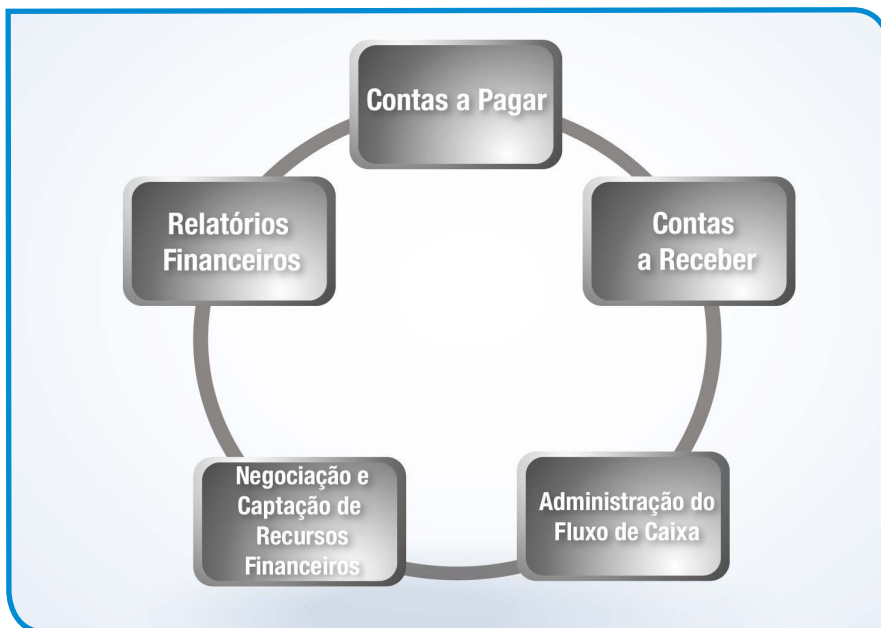 Contas a Pagar
Contas
a Receber
Administração do
Fluxo de Caixa
Negociação e
Captação de
Recursos
Financeiros
Relatórios
Financeiros